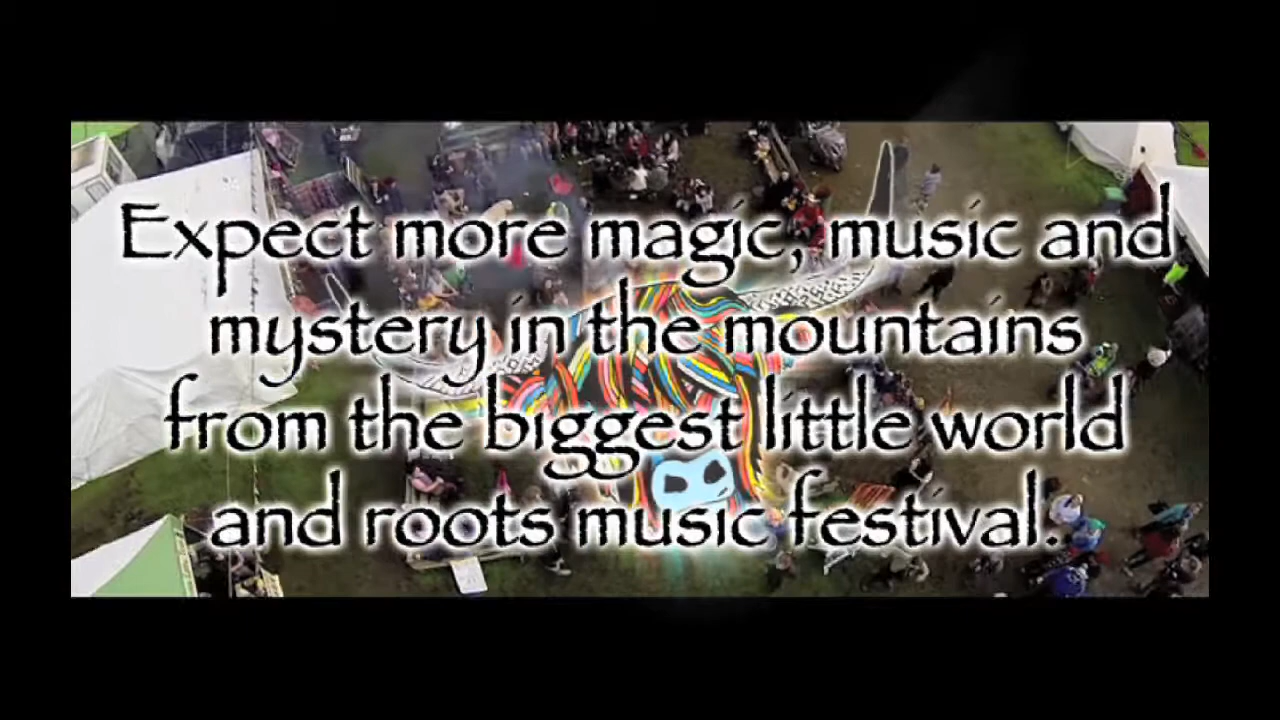 Expect more magic, music and
mystery in the mountains
from the biggest little world
and roots music festival.